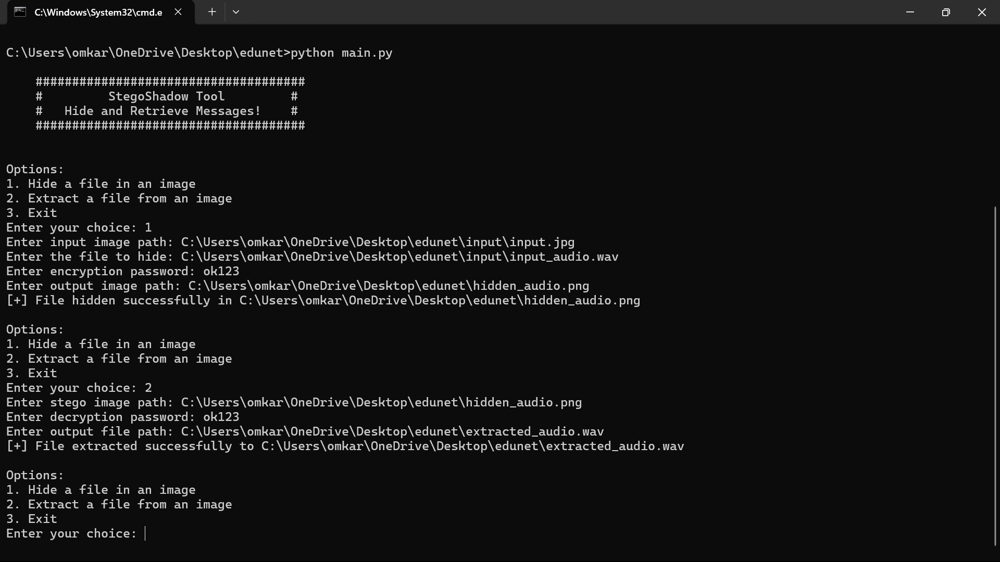 C:\Windows\System32\cmd.e
C:\Users\omkar\OneDrive\Desktop\edunet>python main.py
#####################################
#         StegoShadow Tool         #
#   Hide and Retrieve Messages!    #
#####################################
Options:
1. Hide a file in an image
2. Extract a file from an image
3. Exit
Enter your choice: 1
Enter input image path: C:\Users\omkar\OneDrive\Desktop\edunet\input\input.jpg
Enter the file to hide: C:\Users\omkar\OneDrive\Desktop\edunet\input\input_audio.wav
Enter encryption password: ok123
Enter output image path: C:\Users\omkar\OneDrive\Desktop\edunet\hidden_audio.png
[+] File hidden successfully in C:\Users\omkar\OneDrive\Desktop\edunet\hidden_audio.png
Options:
1. Hide a file in an image
2. Extract a file from an image
3. Exit
Enter your choice: 2
Enter stego image path: C:\Users\omkar\OneDrive\Desktop\edunet\hidden_audio.png
Enter decryption password: ok123
Enter output file path: C:\Users\omkar\OneDrive\Desktop\edunet\extracted_audio.wav
[+] File extracted successfully to C:\Users\omkar\OneDrive\Desktop\edunet\extracted_audio.wav
Options:
1. Hide a file in an image
2. Extract a file from an image
3. Exit
Enter your choice: